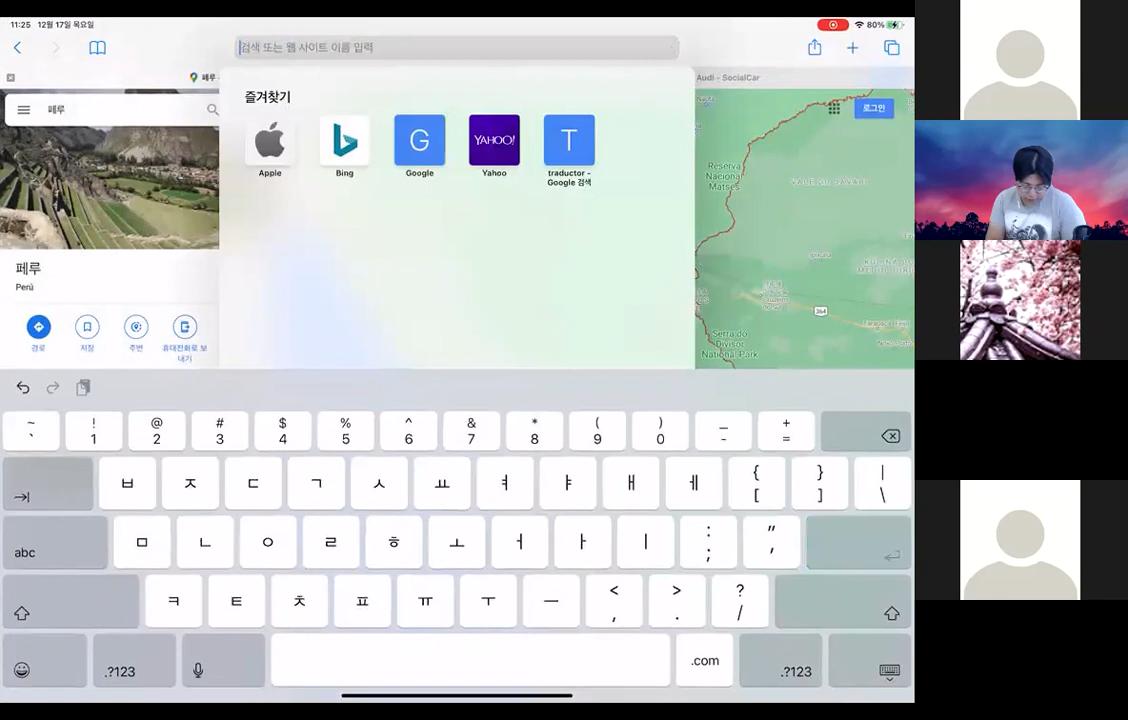 11:25 12월 17일 목요일
80%
검색 또는 웹 사이트 이름 입력
페루
Audi - SocialCar
페루
로그인
즐겨찾기
G
YAHOO!
T
Apple
Bing
Google
Yahoo
traductor -
Google 검색
Reserva
Nacional
Matsés
364
Serra do
Divisor
National Park
페루
Perú
경로
저장
주변
휴대전화로 보
내기
~ ! @ # $ % ^ & * ( ) _ +
` 1 2 3 4 5 6 7 8 9 0 - =
ㅂ ㅈ ㄷ ㄱ ㅅ ㅛ ㅕ ㅑ ㅐ ㅔ { } |
[ ] \
abc ㅁ ㄴ ㅇ ㄹ ㅎ ㅗ ㅓ ㅏ ㅣ : "
; '
ㅋ ㅌ ㅊ ㅍ ㅠ ㅜ ㅡ < > ?
, . /
.?123 .com .?123